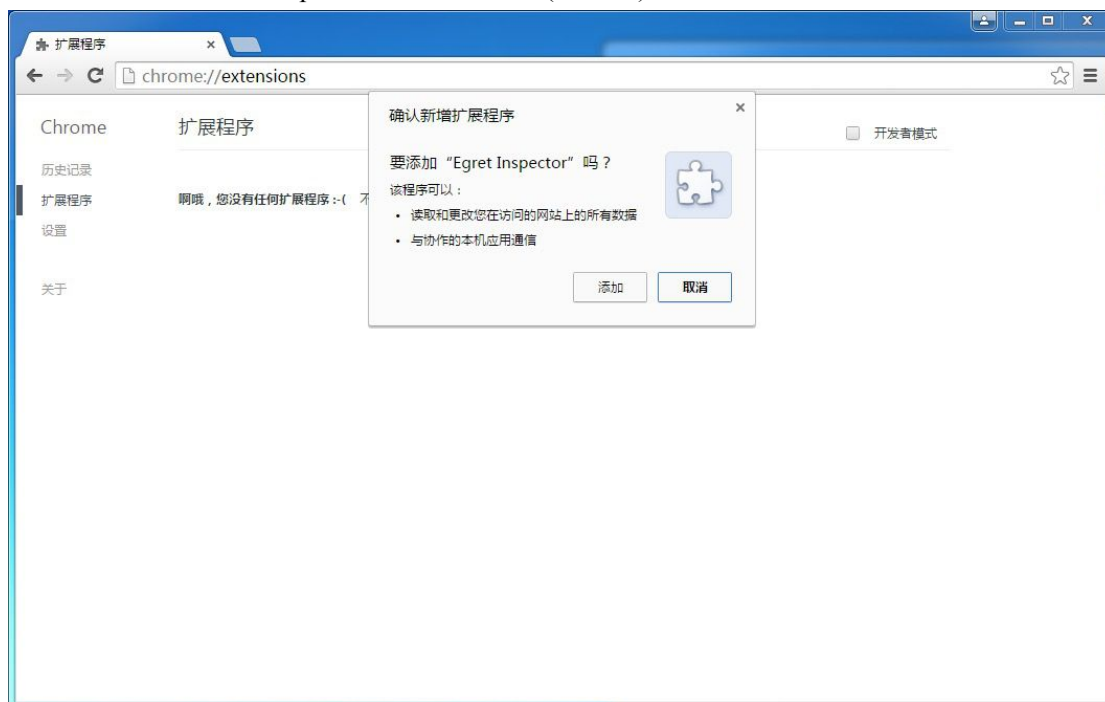 扩展程序
chrome://extensions
Chrome
历史记录
扩展程序
设置
关于
扩展程序
开发者模式
啊哦，您没有任何扩展程序 :-( 不
确认新增扩展程序
要添加“Egret Inspector”吗？
该程序可以：
• 读取和更改您在访问的网站上的所有数据
• 与协作的本机应用通信
添加
取消